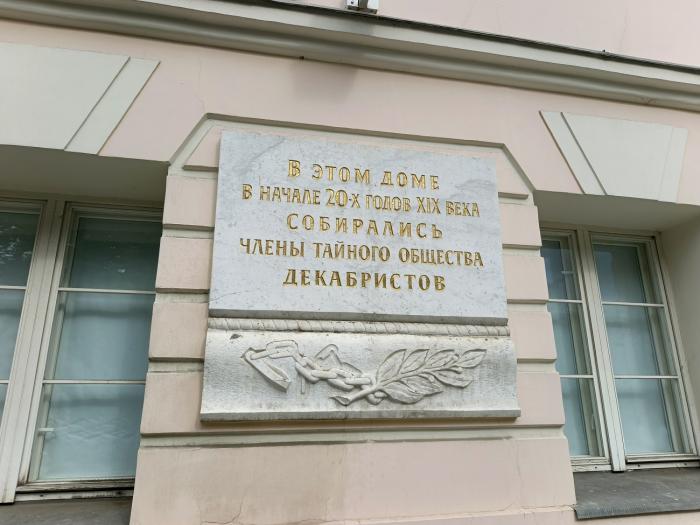 В ЭТОМ ДОМЕ
В НАЧАЛЕ 20-Х ГОДОВ XIX ВЕКА
СОБИРАЛИСЬ
ЧЛЕНЫ ТАЙНОГО ОБЩЕСТВА
ДЕКАБРИСТОВ